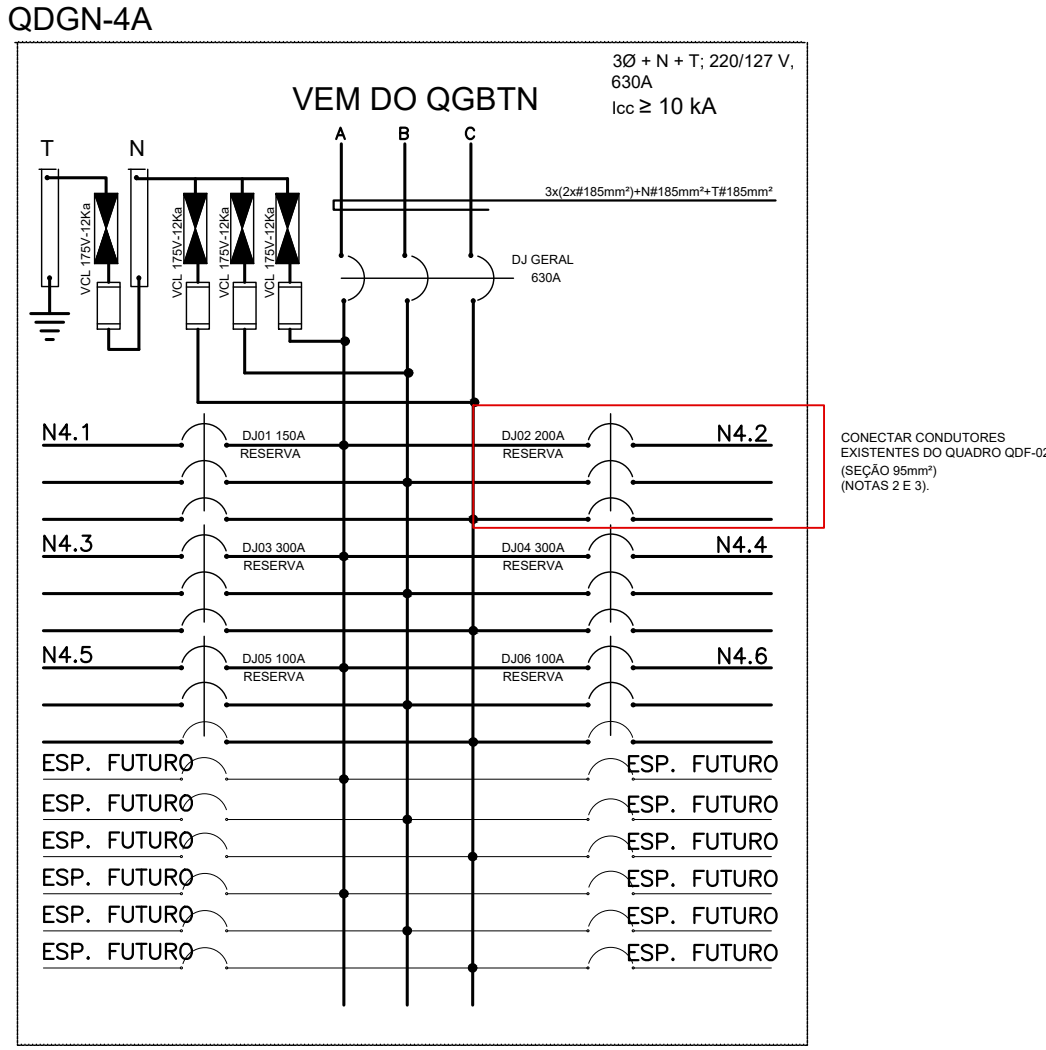 QDGN-4A
3Ø + N + T; 220/127 V,
630A
Icc ≥ 10 kA
VEM DO QGBTN
A B C
T N
3x(2x#185mm²)+N#185mm²+T#185mm²
VCL 175V-12Ka
VCL 175V-12Ka
VCL 175V-12Ka
VCL 175V-12Ka
DJ GERAL
630A
N4.1 DJ01 150A DJ02 200A N4.2
RESERVA RESERVA
CONECTAR CONDUTORES
EXISTENTES DO QUADRO QDF-02
(SEÇÃO 95mm²)
(NOTAS 2 E 3).
N4.3 DJ03 300A DJ04 300A N4.4
RESERVA RESERVA
N4.5 DJ05 100A DJ06 100A N4.6
RESERVA RESERVA
ESP. FUTURO ESP. FUTURO
ESP. FUTURO ESP. FUTURO
ESP. FUTURO ESP. FUTURO
ESP. FUTURO ESP. FUTURO
ESP. FUTURO ESP. FUTURO
ESP. FUTURO ESP. FUTURO